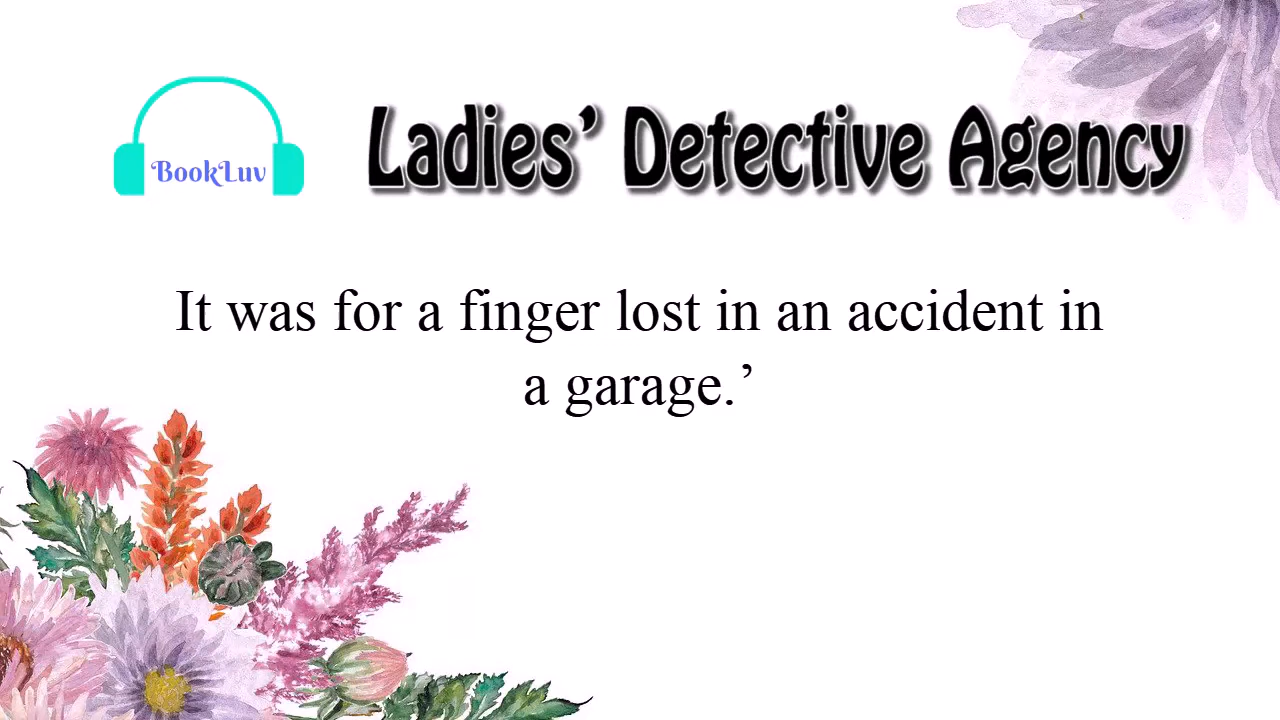 BookLuv
Ladies’ Detective Agency
It was for a finger lost in an accident in
a garage.’